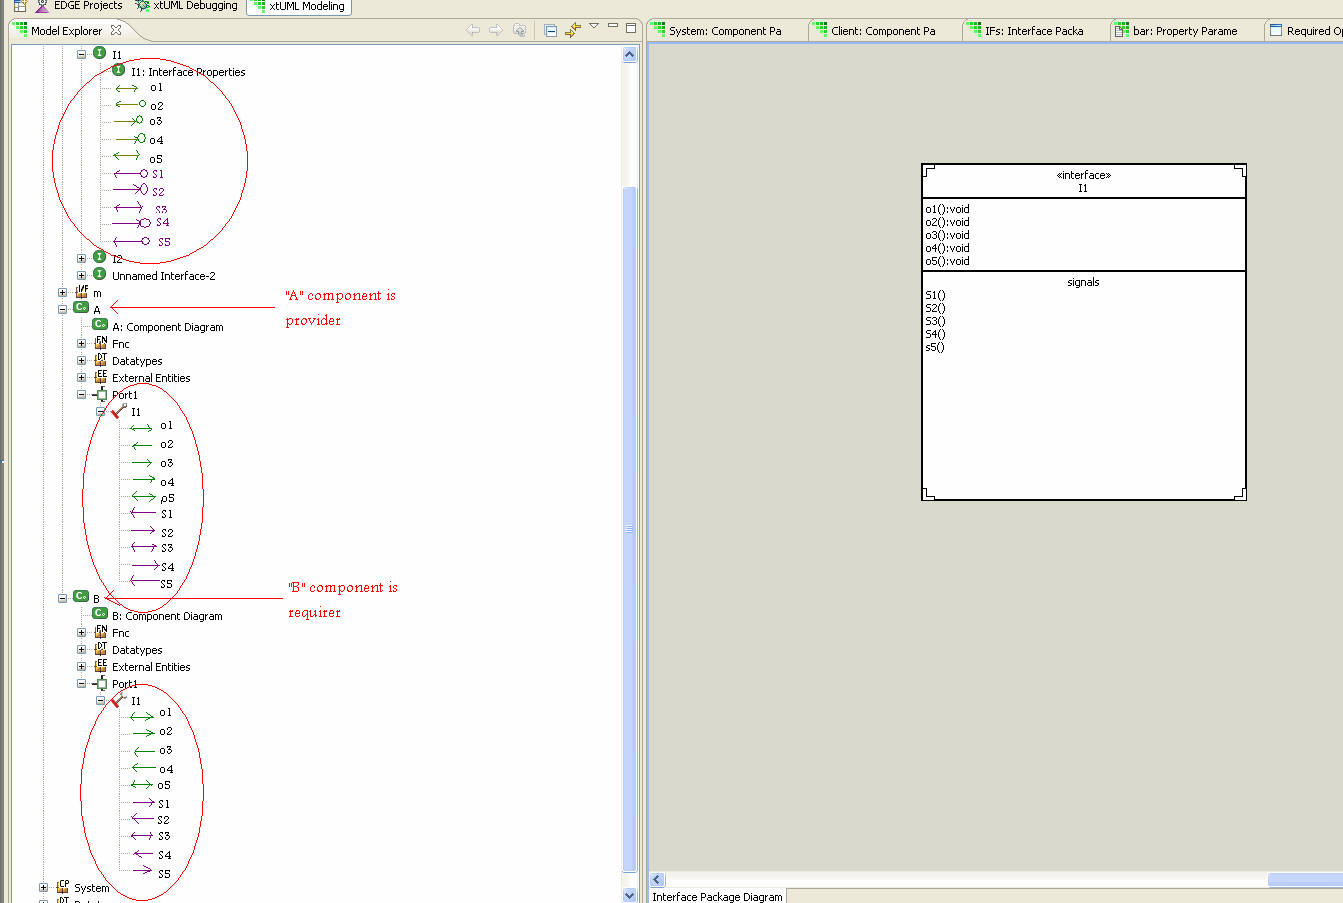 EDGE Projects
xtUML Debugging
xtUML Modeling
Model Explorer
I1
I1: Interface Properties
o1
o2
o3
o4
o5
S1
S2
S3
S4
S5
I2
Unnamed Interface-2
m
A
"A" component is
provider
A: Component Diagram
Fnc
Datatypes
External Entities
Port1
I1
o1
o2
o3
o4
o5
S1
S2
S3
S4
S5
B
"B" component is
requirer
B: Component Diagram
Fnc
Datatypes
External Entities
Port1
I1
o1
o2
o3
o4
o5
S1
S2
S3
S4
S5
System
System: Component Pa
Client: Component Pa
IFs: Interface Packa
bar: Property Parame
Required Op
«interface»
I1
o1():void
o2():void
o3():void
o4():void
o5():void
signals
S1()
S2()
S3()
S4()
s5()
Interface Package Diagram